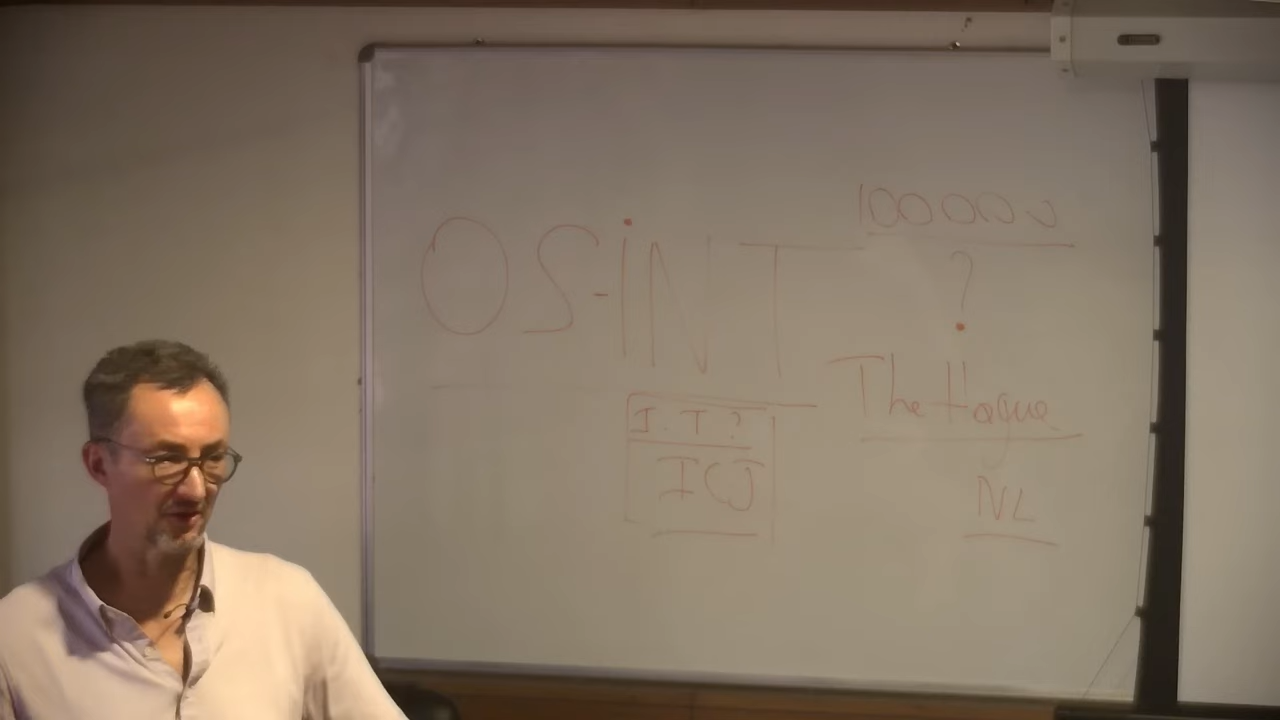 OS-iNT
I.T?
ICJ
100000
?
The Hague
NL